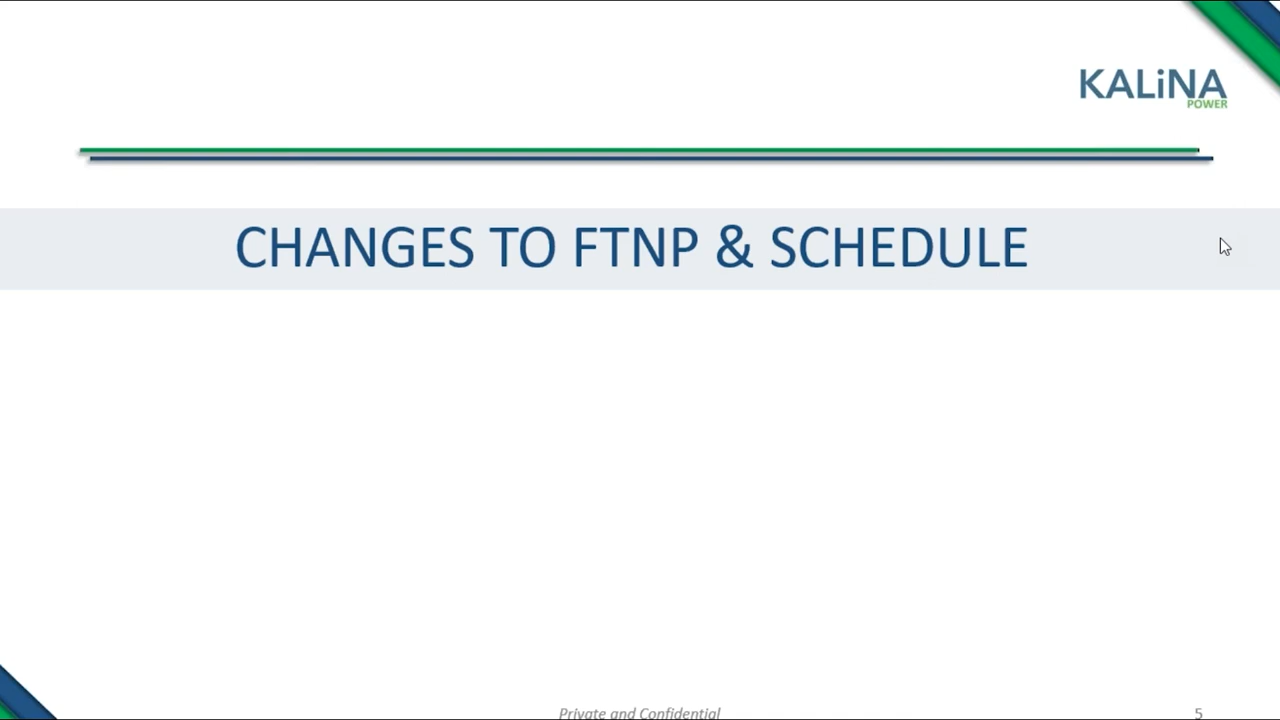 KALiNA
POWER
CHANGES TO FTNP & SCHEDULE
Private and Confidential
5